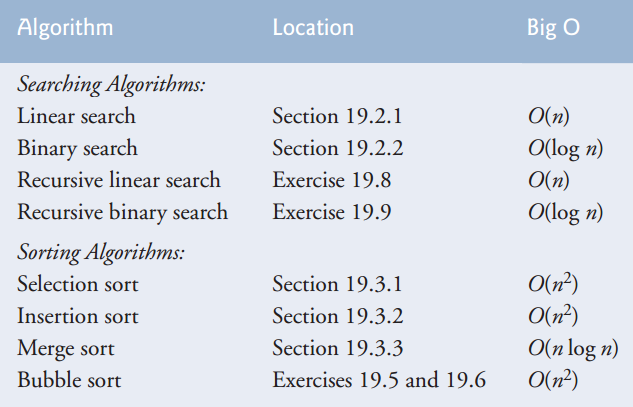 Algorithm Location Big O
Searching Algorithms:
Linear search Section 19.2.1 O(n)
Binary search Section 19.2.2 O(log n)
Recursive linear search Exercise 19.8 O(n)
Recursive binary search Exercise 19.9 O(log n)
Sorting Algorithms:
Selection sort Section 19.3.1 O(n²)
Insertion sort Section 19.3.2 O(n²)
Merge sort Section 19.3.3 O(n log n)
Bubble sort Exercises 19.5 and 19.6 O(n²)